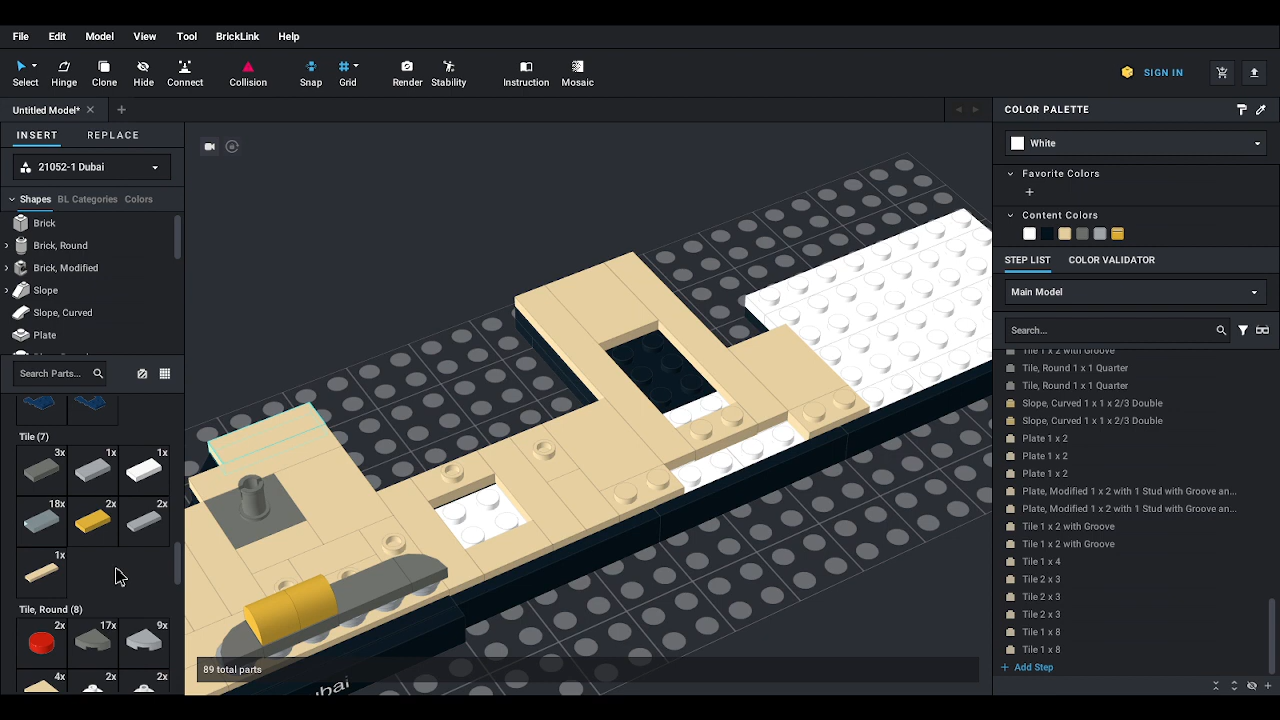 File Edit Model View Tool BrickLink Help
Select Hinge Clone Hide Connect Collision Snap Grid Render Stability Instruction Mosaic SIGN IN
Untitled Model*
INSERT REPLACE
21052-1 Dubai
Shapes BL Categories Colors
Brick
Brick, Round
Brick, Modified
Slope
Slope, Curved
Plate
Search Parts...
Tile (7)
3x 1x 1x
18x 2x 2x
1x
Tile, Round (8)
2x 17x 9x
4x 2x 2x
89 total parts
COLOR PALETTE
White
Favorite Colors
Content Colors
STEP LIST COLOR VALIDATOR
Main Model
Search...
Tile 1 x 2 with Groove
Tile, Round 1 x 1 Quarter
Tile, Round 1 x 1 Quarter
Slope, Curved 1 x 1 x 2/3 Double
Slope, Curved 1 x 1 x 2/3 Double
Plate 1 x 2
Plate 1 x 2
Plate 1 x 2
Plate, Modified 1 x 2 with 1 Stud with Groove an...
Plate, Modified 1 x 2 with 1 Stud with Groove an...
Tile 1 x 2 with Groove
Tile 1 x 2 with Groove
Tile 1 x 4
Tile 2 x 3
Tile 2 x 3
Tile 2 x 3
Tile 2 x 3
Tile 1 x 8
Tile 1 x 8
Add Step